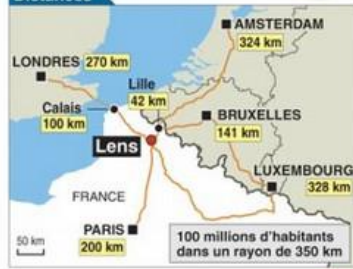 Distances
AMSTERDAM
324 km
LONDRES 270 km
Lille
42 km
Calais
100 km
BRUXELLES
141 km
Lens
LUXEMBOURG
328 km
FRANCE
PARIS
200 km
50 km
100 millions d'habitants
dans un rayon de 350 km